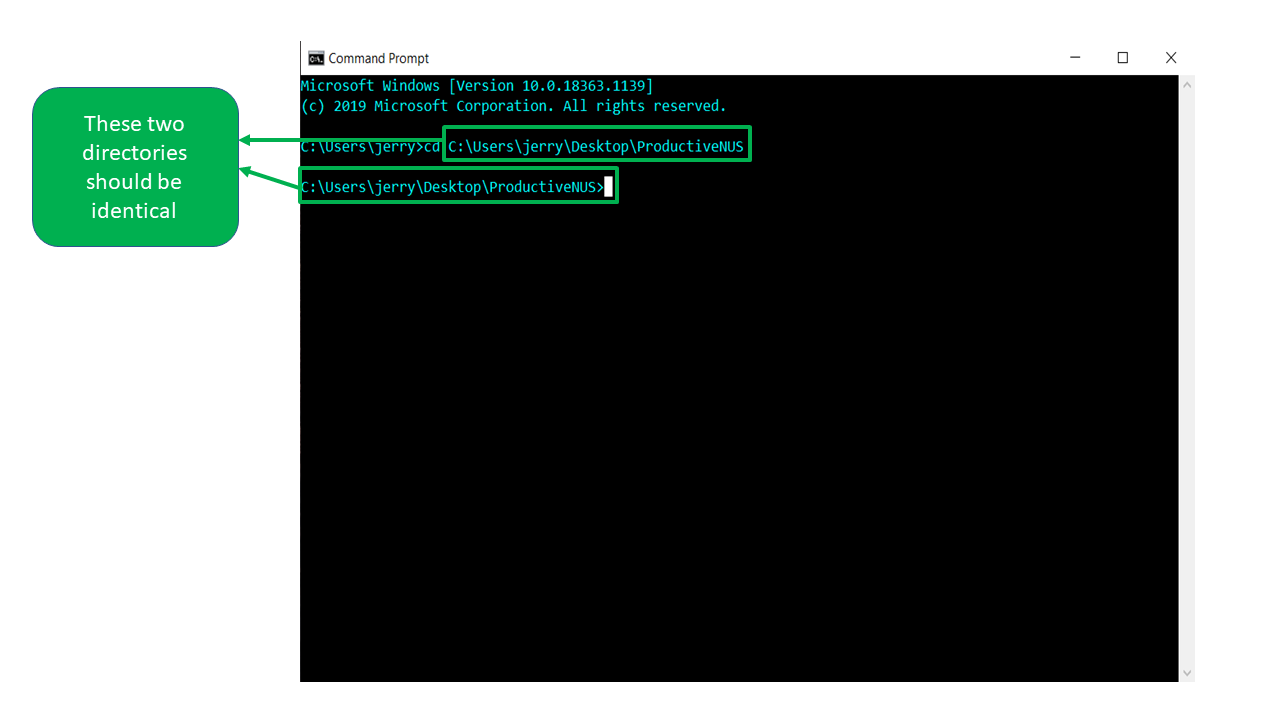 Command Prompt
Microsoft Windows [Version 10.0.18363.1139]
(c) 2019 Microsoft Corporation. All rights reserved.
These two
directories
should be
identical
C:\Users\jerry>cd C:\Users\jerry\Desktop\ProductiveNUS
C:\Users\jerry\Desktop\ProductiveNUS>